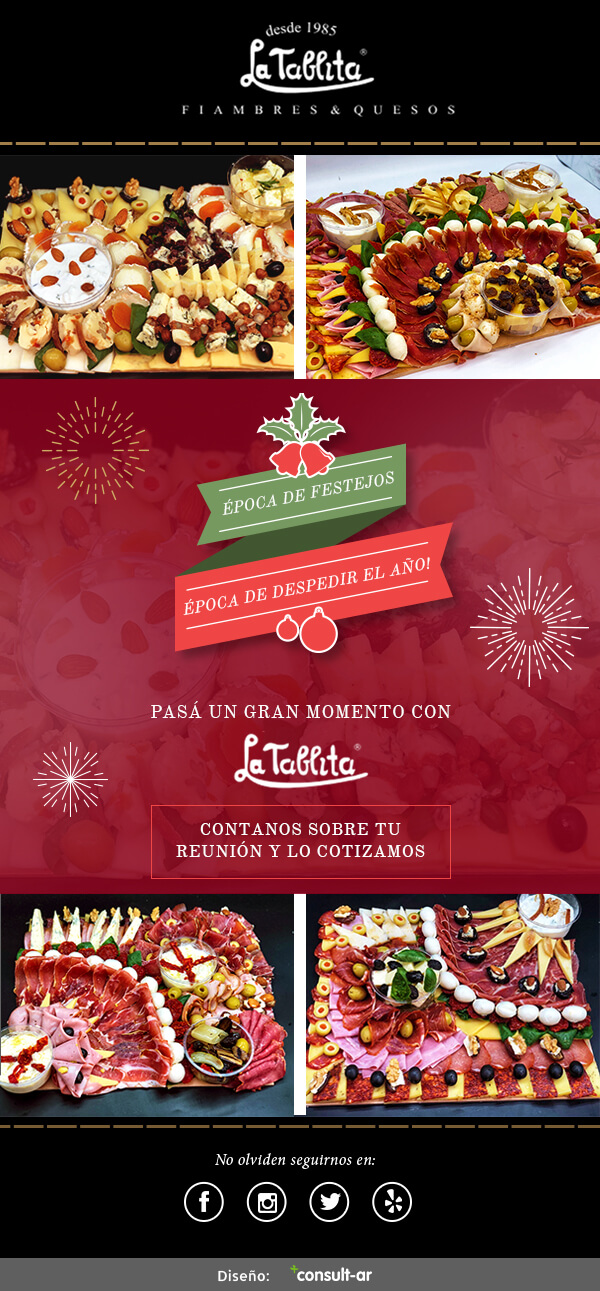 desde 1985
La Tablita®
FIAMBRES & QUESOS
ÉPOCA DE FESTEJOS
ÉPOCA DE DESPEDIR EL AÑO!
PASÁ UN GRAN MOMENTO CON
La Tablita®
CONTANOS SOBRE TU
REUNIÓN Y LO COTIZAMOS
No olviden seguirnos en:
Diseño: +consult-ar